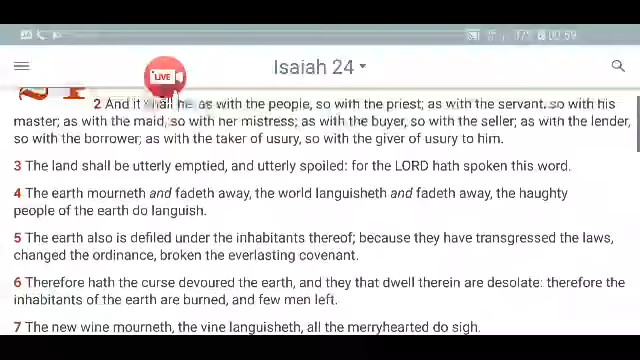 00:59
LIVE
Isaiah 24
2 And it shall be, as with the people, so with the priest; as with the servant, so with his
master; as with the maid, so with her mistress; as with the buyer, so with the seller; as with the lender,
so with the borrower; as with the taker of usury, so with the giver of usury to him.
3 The land shall be utterly emptied, and utterly spoiled: for the LORD hath spoken this word.
4 The earth mourneth and fadeth away, the world languisheth and fadeth away, the haughty
people of the earth do languish.
5 The earth also is defiled under the inhabitants thereof; because they have transgressed the laws,
changed the ordinance, broken the everlasting covenant.
6 Therefore hath the curse devoured the earth, and they that dwell therein are desolate: therefore the
inhabitants of the earth are burned, and few men left.
7 The new wine mourneth, the vine languisheth, all the merryhearted do sigh.